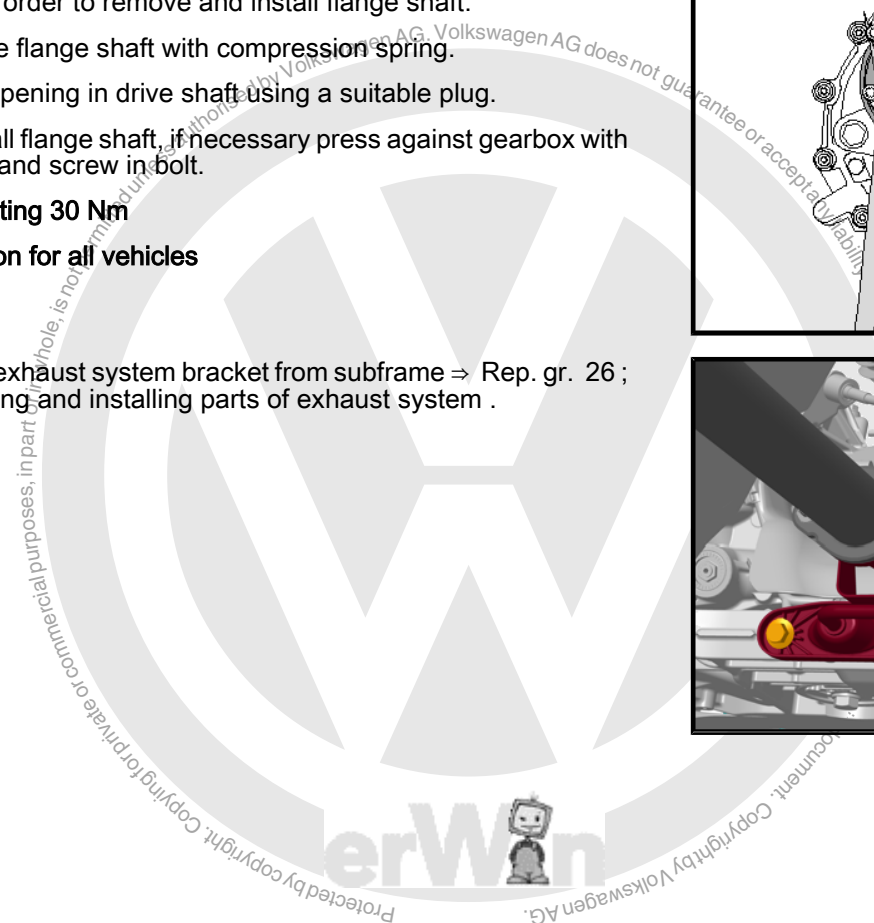 order to remove and install flange shaft.
e flange shaft with compression spring.
pening in drive shaft using a suitable plug.
all flange shaft, if necessary press against gearbox with
and screw in bolt.
ting 30 Nm
on for all vehicles
exhaust system bracket from subframe ⇒ Rep. gr. 26 ;
ng and installing parts of exhaust system .
Protected by copyright. Copying for private or commercial purposes, in part or in whole, is not permitted unless authorised by Volkswagen AG. Volkswagen AG does not guarantee or accept any liability
ocument. Copyright by Volkswagen AG.
erWin